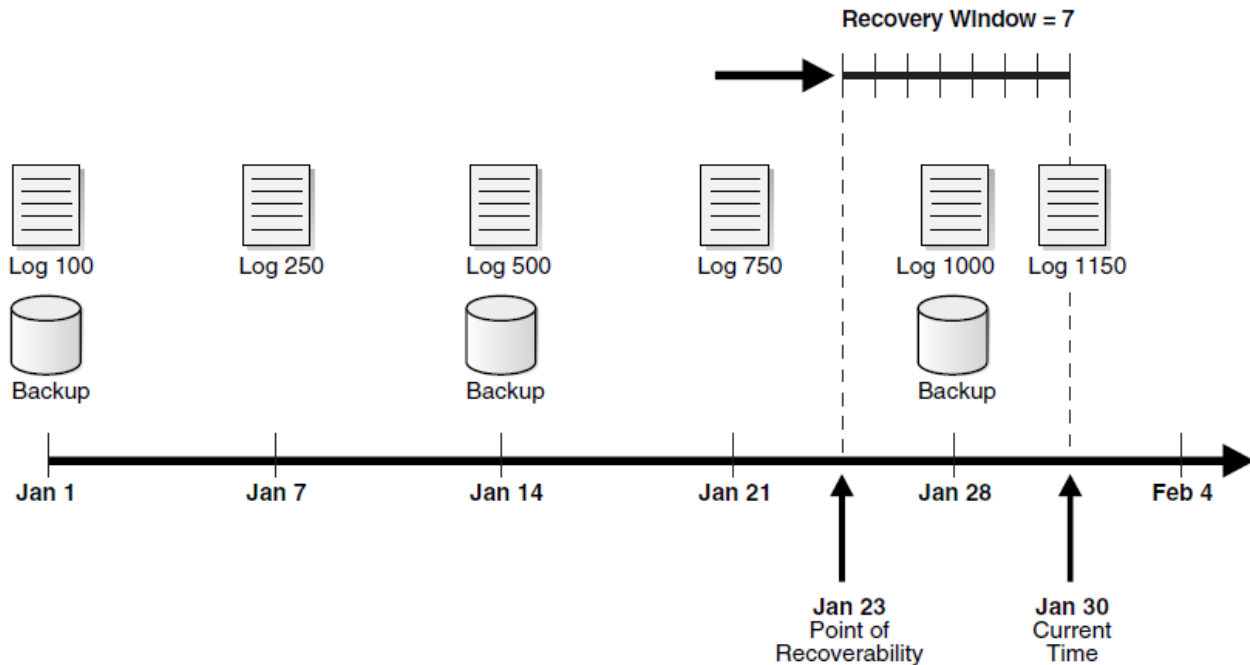 Recovery WIndow = 7
Log 100
Log 250
Log 500
Log 750
Log 1000
Log 1150
Backup
Backup
Backup
Jan 1
Jan 7
Jan 14
Jan 21
Jan 28
Feb 4
Jan 23
Point of
Recoverability
Jan 30
Current
Time